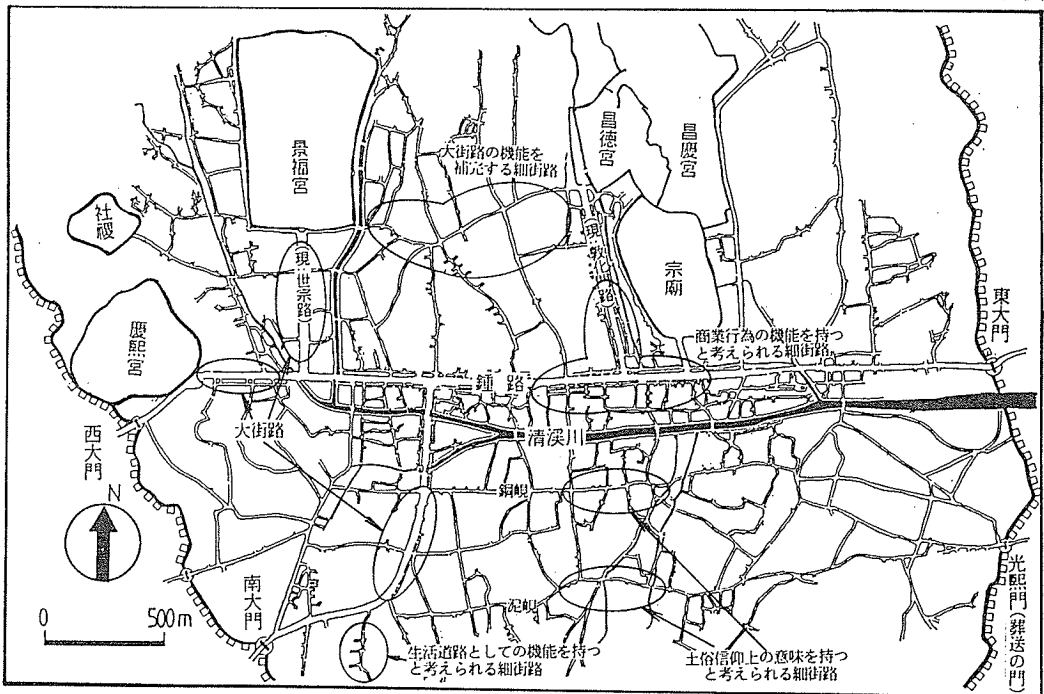 景福宮
昌徳宮
昌慶宮
大街路の機能を
補完する細街路
社稷
(現:世宗路)
宗廟
慶熙宮
東大門
商業行為の機能を持つ
と考えられる細街路
鍾路
大街路
清渓川
西大門
銅峴
N
光熙門(葬送の門)
南大門
泥峴
0 500m
生活道路としての機能を持つ
と考えられる細街路
土俗信仰上の意味を持つ
と考えられる細街路